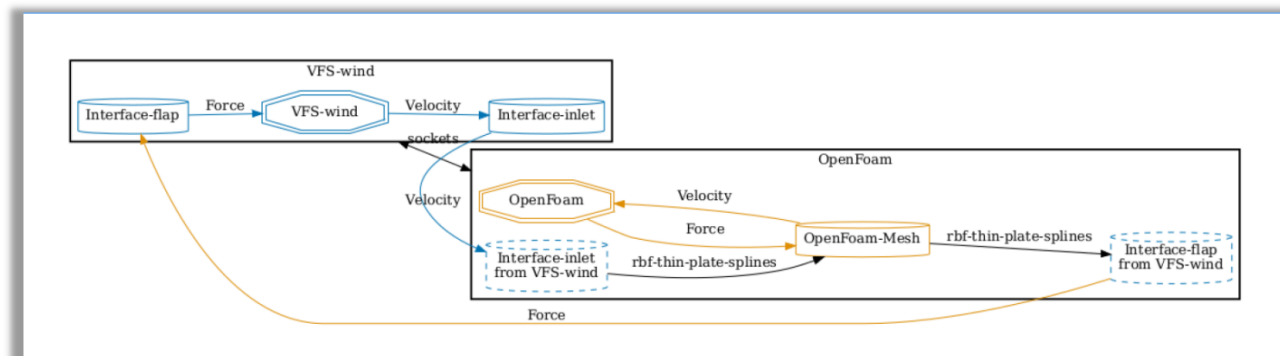 VFS-wind
Interface-flap
Force
VFS-wind
Velocity
Interface-inlet
sockets
OpenFoam
Velocity
OpenFoam
Velocity
Force
OpenFoam-Mesh
rbf-thin-plate-splines
Interface-flap
from VFS-wind
Interface-inlet
from VFS-wind
rbf-thin-plate-splines
Force